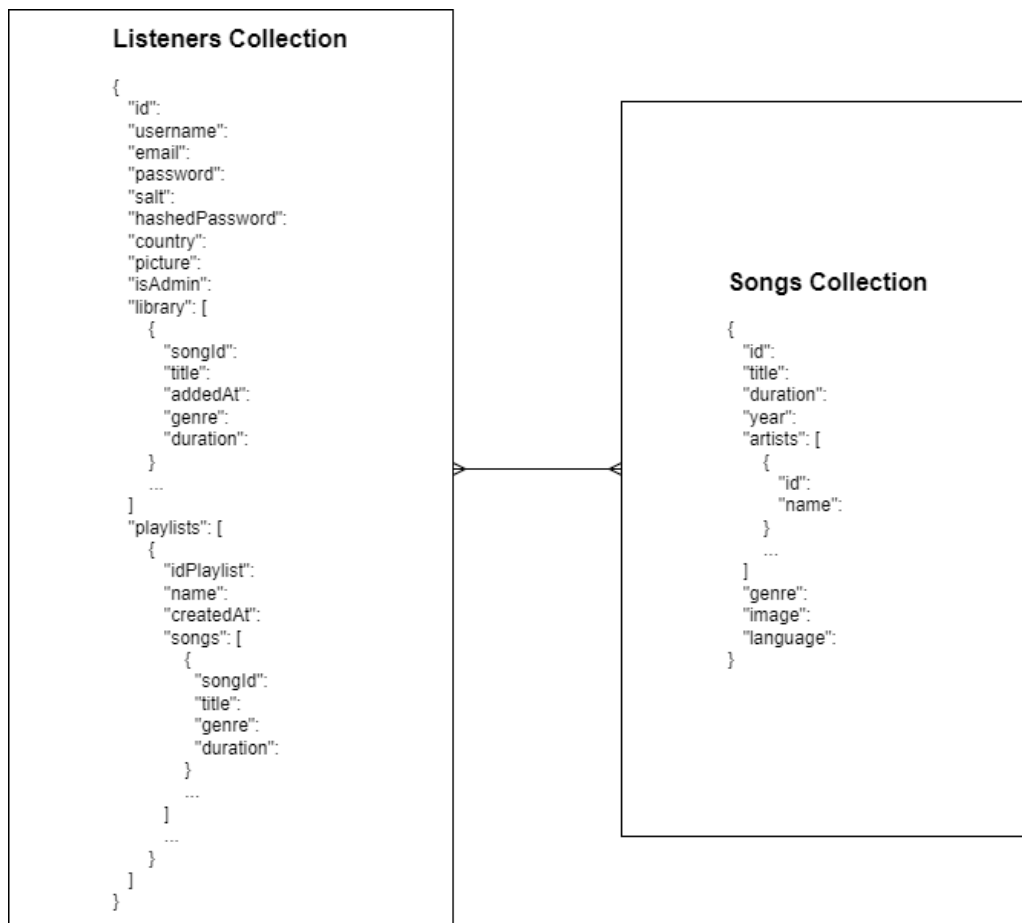 Listeners Collection
{
"id":
"username":
"email":
"password":
"salt":
"hashedPassword":
"country":
"picture":
"isAdmin":
"library": [
{
"songId":
"title":
"addedAt":
"genre":
"duration":
}
...
]
"playlists": [
{
"idPlaylist":
"name":
"createdAt":
"songs": [
{
"songId":
"title":
"genre":
"duration":
}
...
]
...
}
]
}
Songs Collection
{
"id":
"title":
"duration":
"year":
"artists": [
{
"id":
"name":
}
...
]
"genre":
"image":
"language":
}